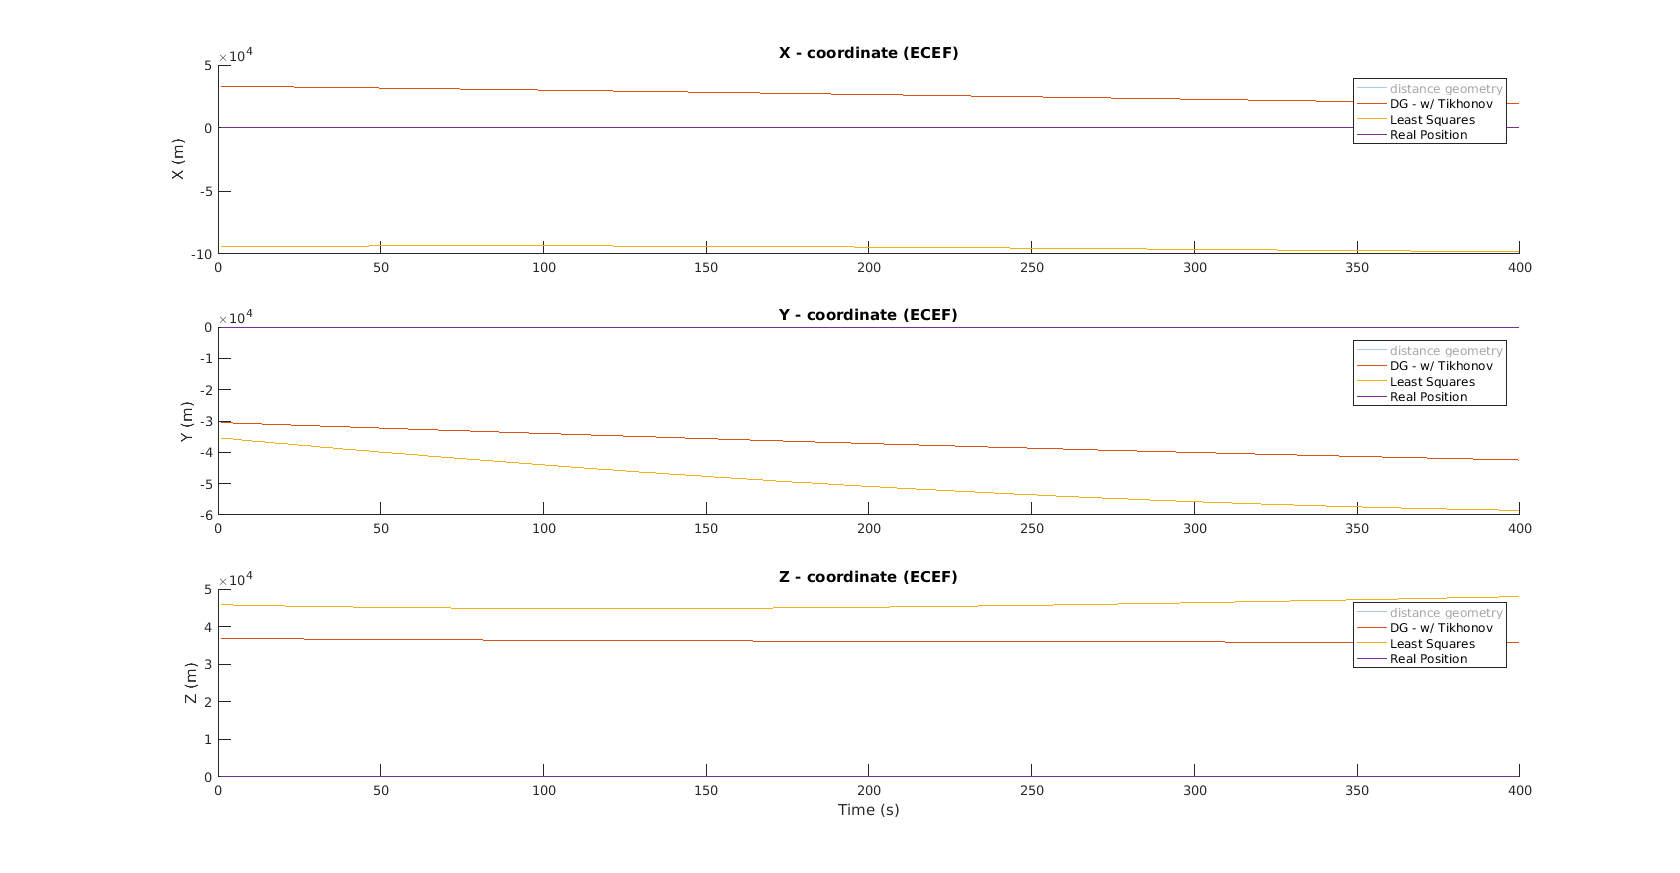 X - coordinate (ECEF)
×10^4
5
0
-5
-10
X (m)
0 50 100 150 200 250 300 350 400
distance geometry
DG - w/ Tikhonov
Least Squares
Real Position
Y - coordinate (ECEF)
×10^4
0
-1
-2
-3
-4
-5
-6
Y (m)
0 50 100 150 200 250 300 350 400
distance geometry
DG - w/ Tikhonov
Least Squares
Real Position
Z - coordinate (ECEF)
×10^4
5
4
3
2
1
0
Z (m)
0 50 100 150 200 250 300 350 400
distance geometry
DG - w/ Tikhonov
Least Squares
Real Position
Time (s)